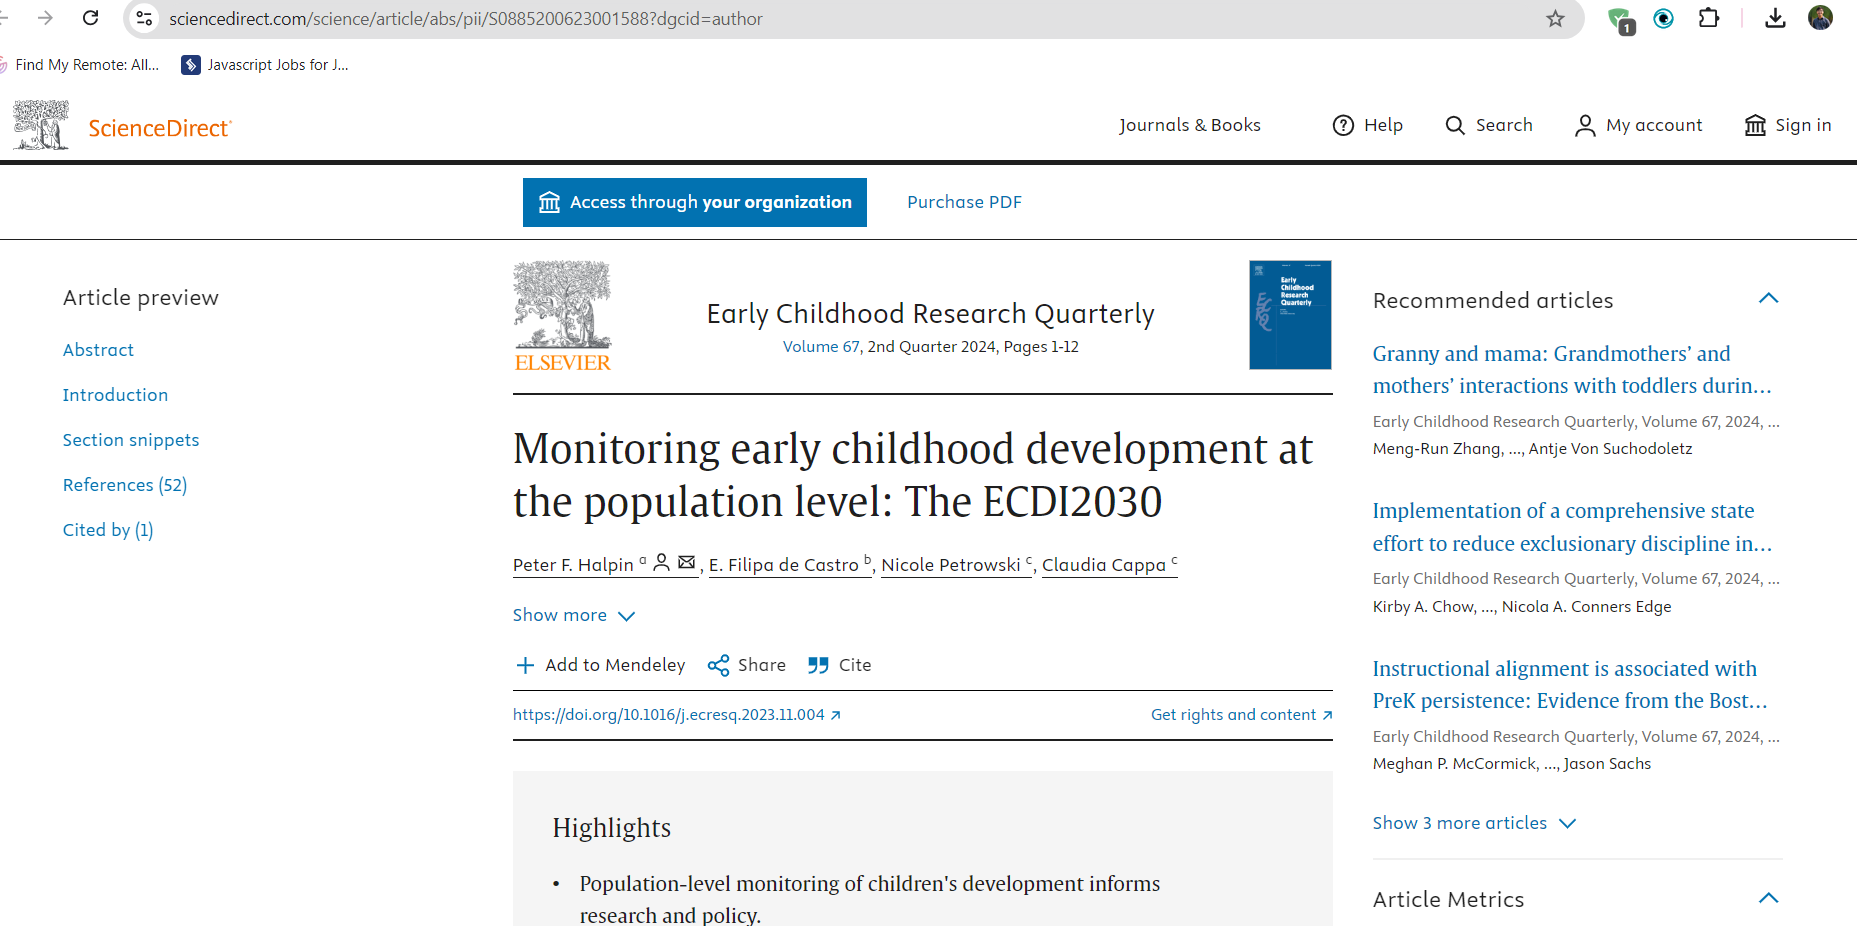 sciencedirect.com/science/article/abs/pii/S0885200623001588?dgcid=author
1
Find My Remote: All...
Javascript Jobs for J...
ScienceDirect
Journals & Books
Help
Search
My account
Sign in
Access through your organization
Purchase PDF
Article preview
Abstract
Introduction
Section snippets
References (52)
Cited by (1)
ELSEVIER
Early Childhood Research Quarterly
Volume 67, 2nd Quarter 2024, Pages 1-12
Early
Childhood
Research
Quarterly
Monitoring early childhood development at
the population level: The ECDI2030
Peter F. Halpin a, E. Filipa de Castro b, Nicole Petrowski c, Claudia Cappa c
Show more
Add to Mendeley
Share
Cite
https://doi.org/10.1016/j.ecresq.2023.11.004
Get rights and content
Highlights
• Population-level monitoring of children's development informs
research and policy.
Recommended articles
Granny and mama: Grandmothers’ and
mothers’ interactions with toddlers durin...
Early Childhood Research Quarterly, Volume 67, 2024, ...
Meng-Run Zhang, ..., Antje Von Suchodoletz
Implementation of a comprehensive state
effort to reduce exclusionary discipline in...
Early Childhood Research Quarterly, Volume 67, 2024, ...
Kirby A. Chow, ..., Nicola A. Conners Edge
Instructional alignment is associated with
PreK persistence: Evidence from the Bost...
Early Childhood Research Quarterly, Volume 67, 2024, ...
Meghan P. McCormick, ..., Jason Sachs
Show 3 more articles
Article Metrics